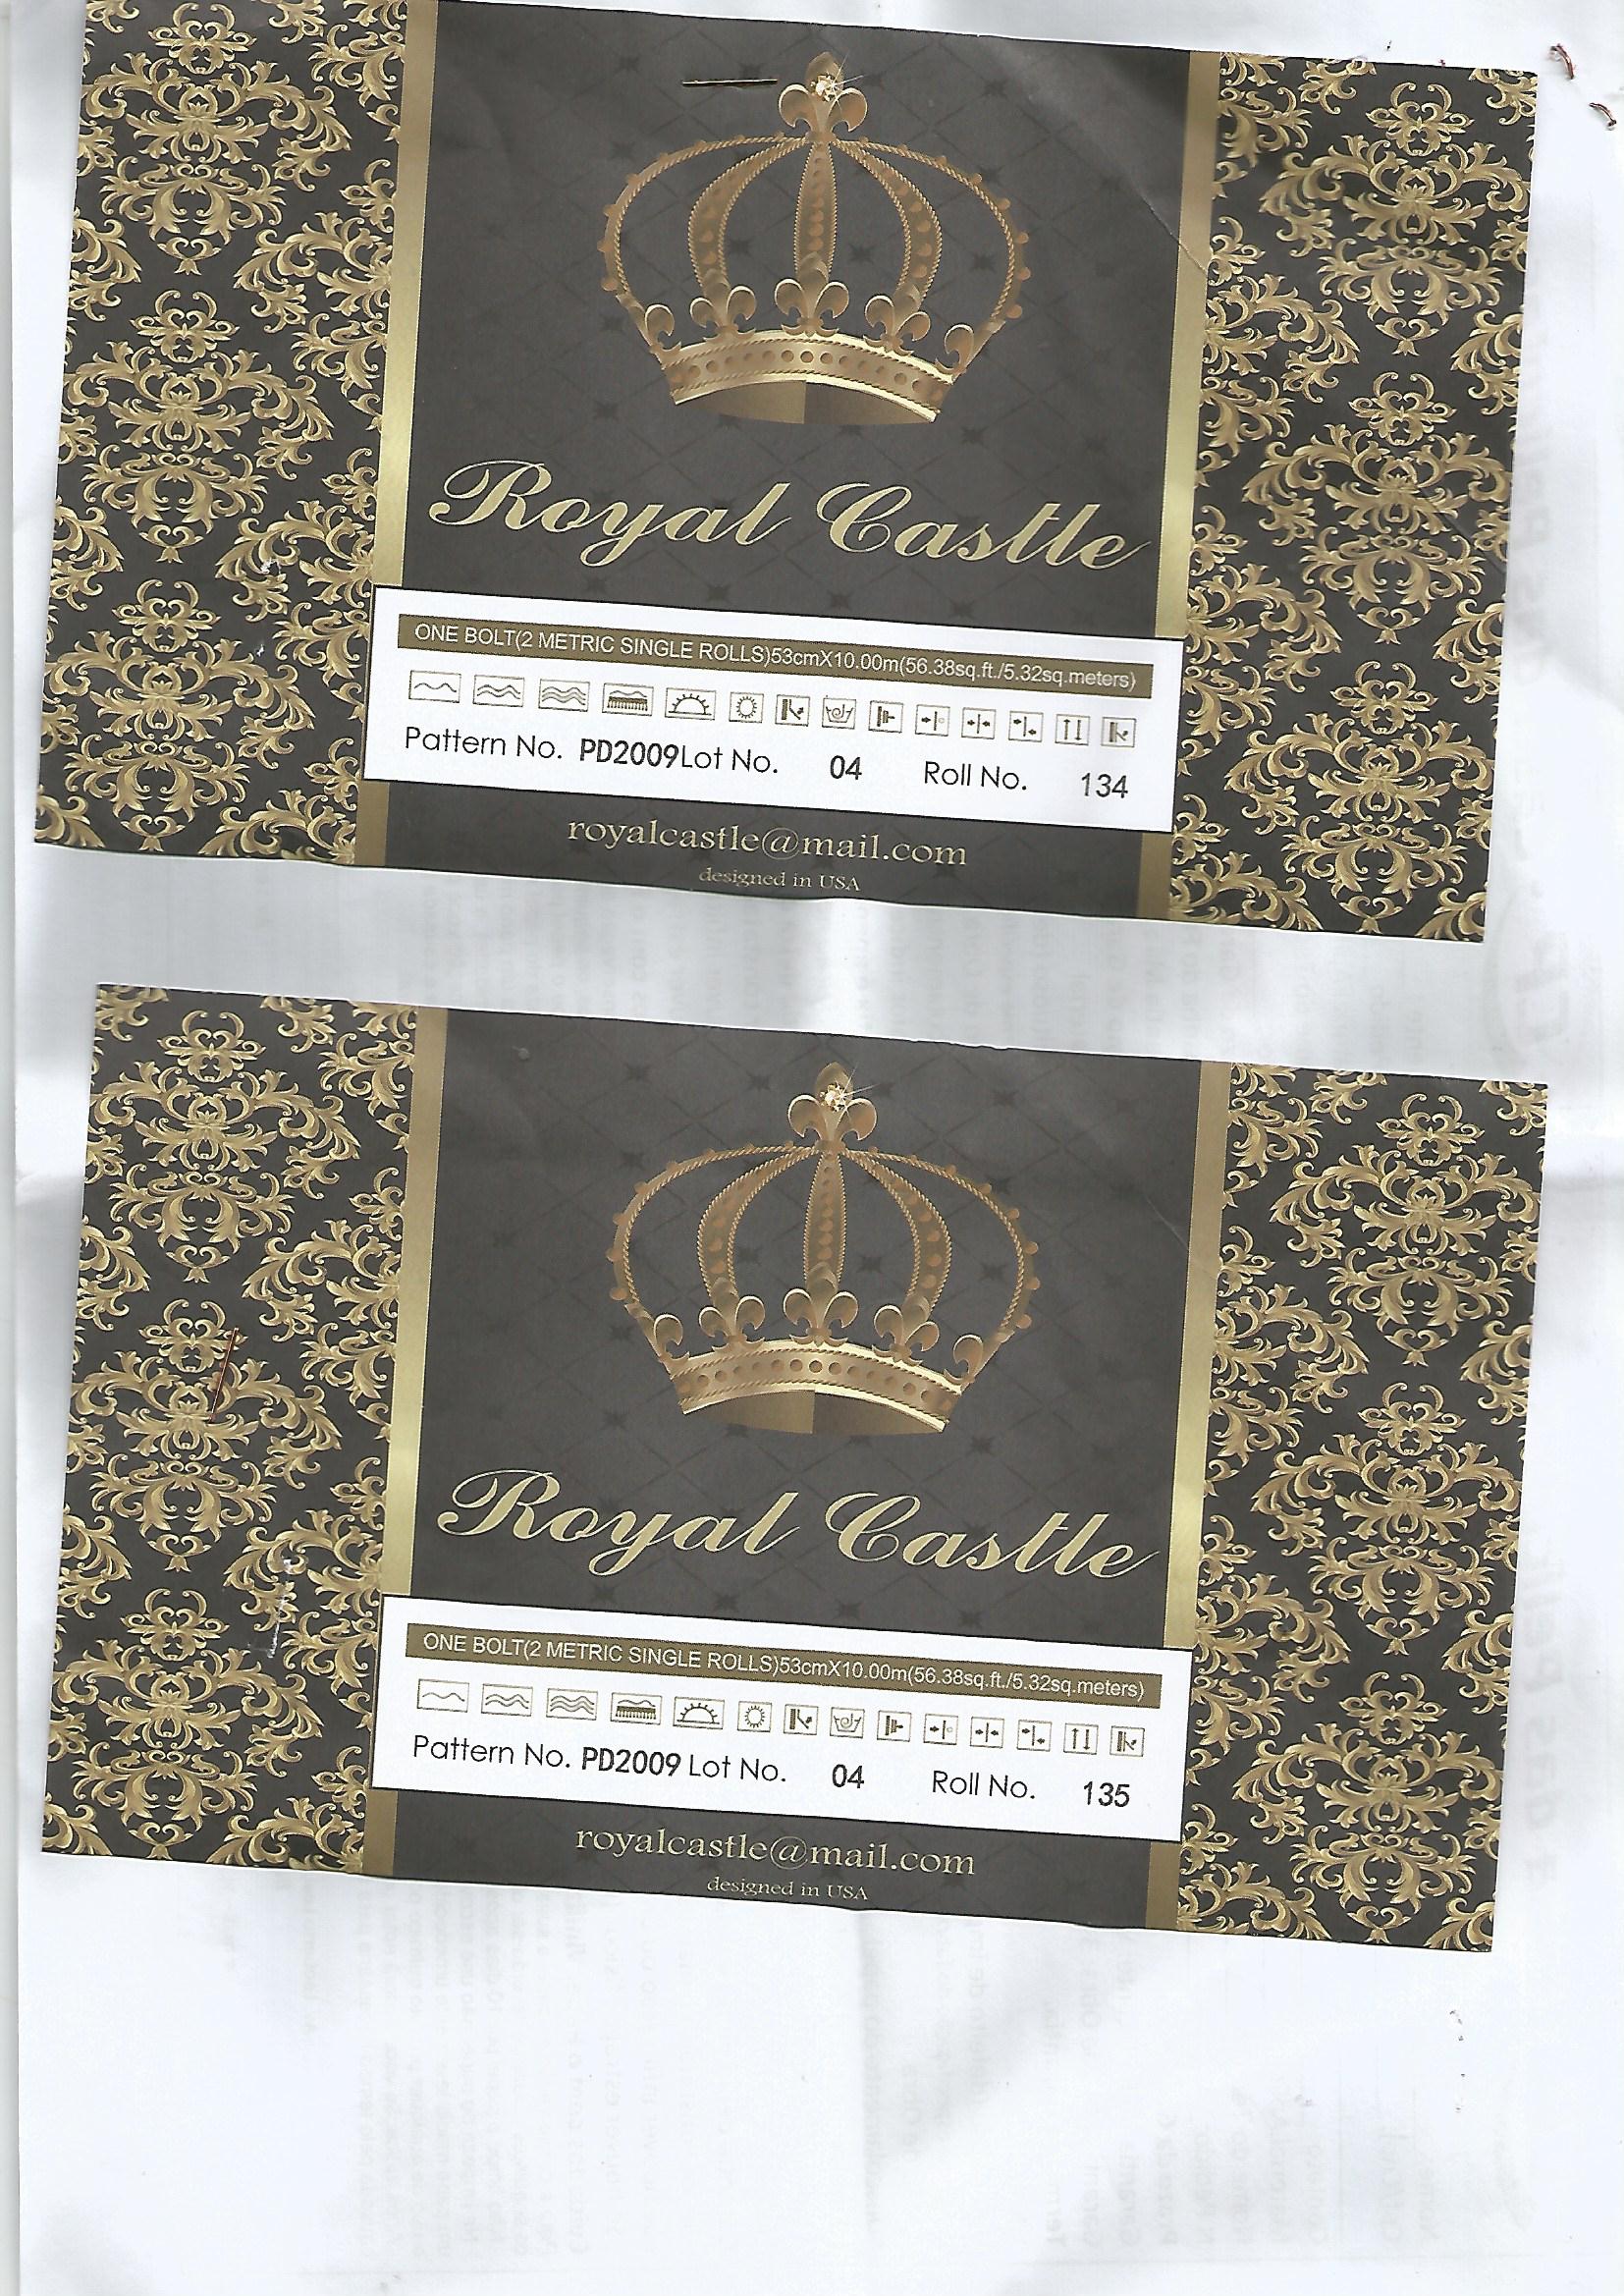 Royal Castle
ONE BOLT(2 METRIC SINGLE ROLLS)53cmX10.00m(56.38sq.ft./5.32sq.meters)
Pattern No. PD2009 Lot No. 04 Roll No. 134
royalcastle@mail.com
designed in USA
Royal Castle
ONE BOLT(2 METRIC SINGLE ROLLS)53cmX10.00m(56.38sq.ft./5.32sq.meters)
Pattern No. PD2009 Lot No. 04 Roll No. 135
royalcastle@mail.com
designed in USA